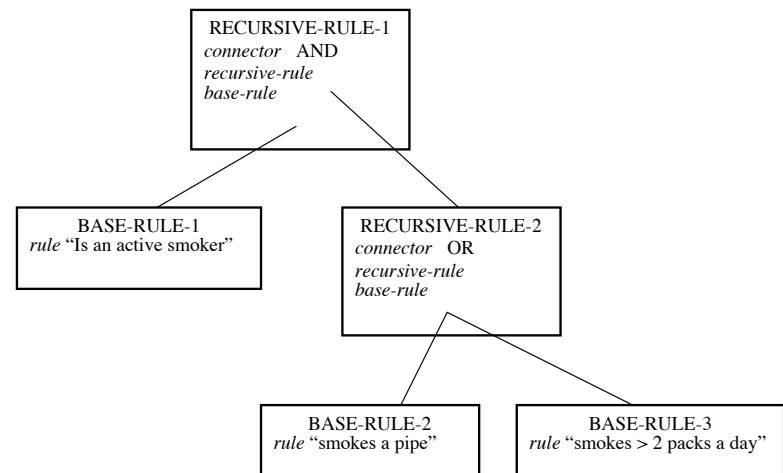 RECURSIVE-RULE-1
connector AND
recursive-rule
base-rule
BASE-RULE-1
rule “Is an active smoker”
RECURSIVE-RULE-2
connector OR
recursive-rule
base-rule
BASE-RULE-2
rule “smokes a pipe”
BASE-RULE-3
rule “smokes > 2 packs a day”